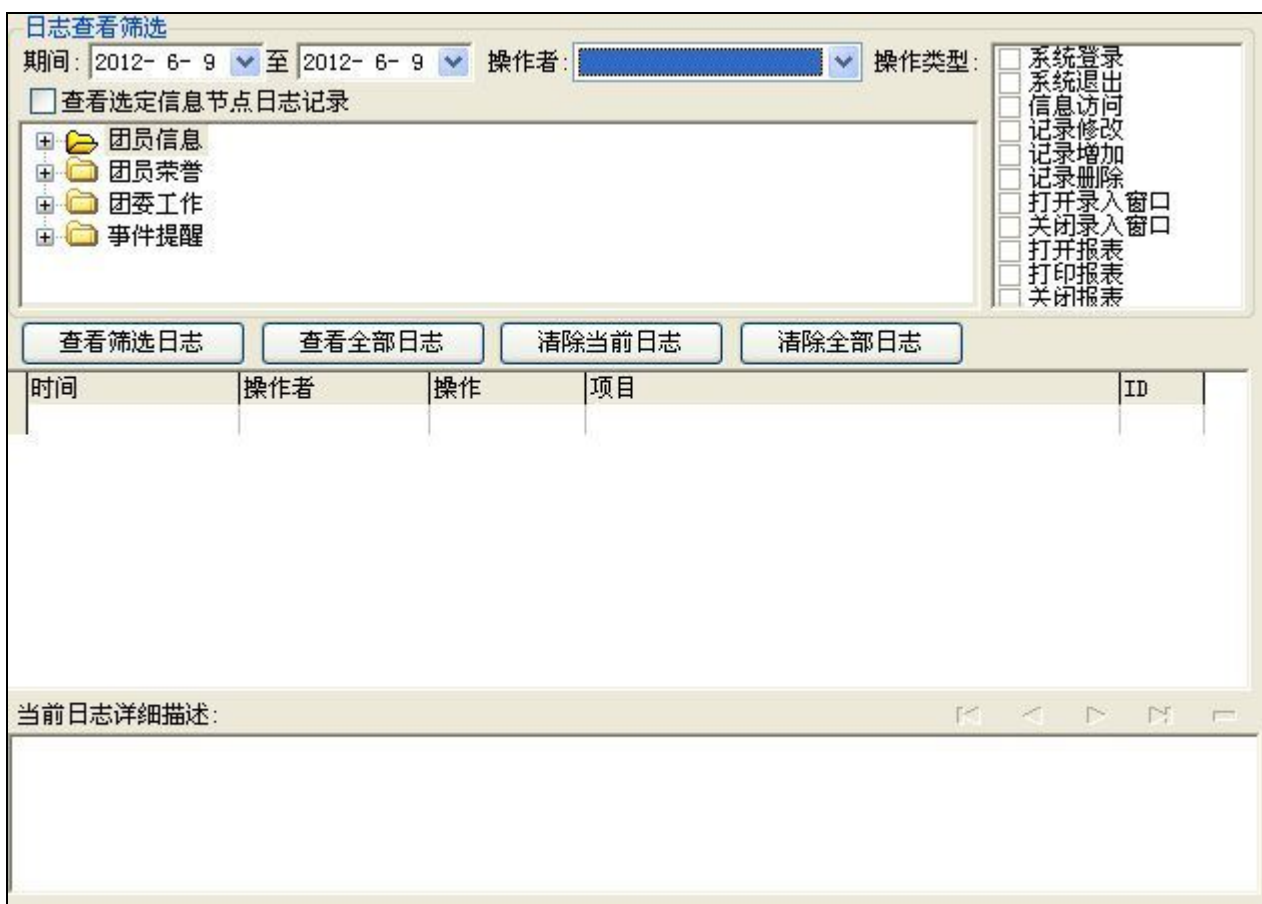 日志查看筛选
期间: 2012- 6- 9 至 2012- 6- 9 操作者: 操作类型:
系统登录
系统退出
信息访问
记录修改
记录增加
记录删除
打开录入窗口
关闭录入窗口
打开报表
打印报表
关闭报表
查看选定信息节点日志记录
团员信息
团员荣誉
团委工作
事件提醒
查看筛选日志 查看全部日志 清除当前日志 清除全部日志
时间 操作者 操作 项目 ID
当前日志详细描述: